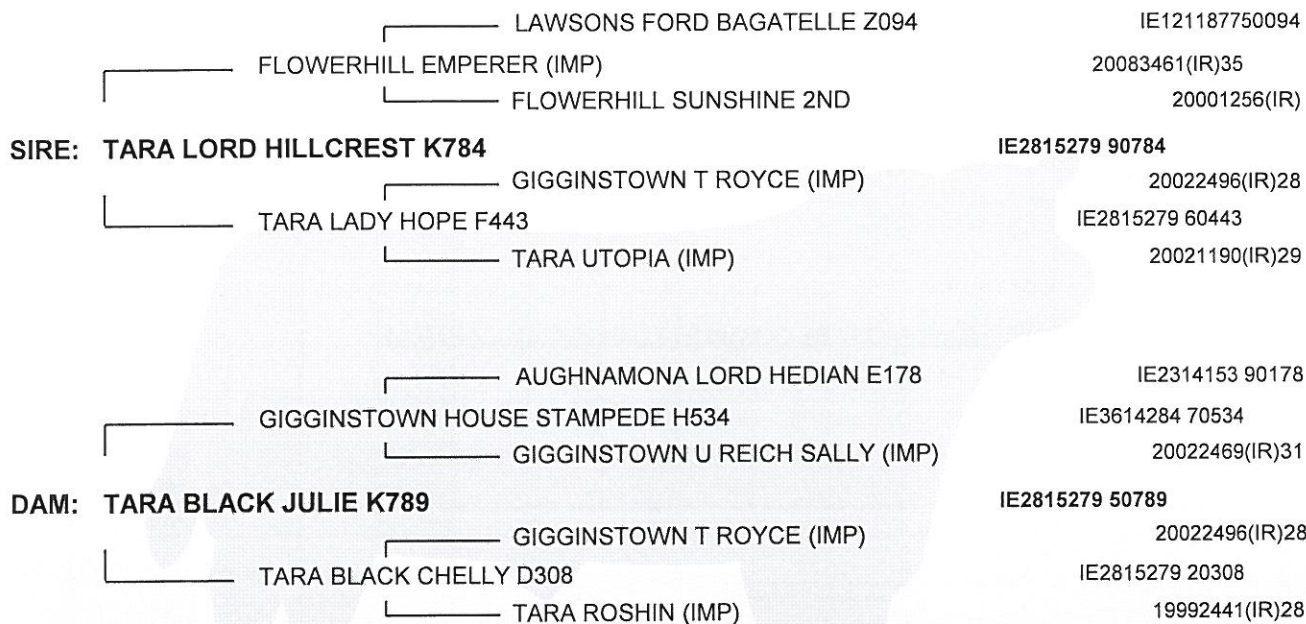 LAWSONS FORD BAGATELLE Z094 IE121187750094
FLOWERHILL EMPERER (IMP) 20083461(IR)35
FLOWERHILL SUNSHINE 2ND 20001256(IR)
SIRE: TARA LORD HILLCREST K784 IE2815279 90784
GIGGINSTOWN T ROYCE (IMP) 20022496(IR)28
TARA LADY HOPE F443 IE2815279 60443
TARA UTOPIA (IMP) 20021190(IR)29
AUGHNAMONA LORD HEDIAN E178 IE2314153 90178
GIGGINSTOWN HOUSE STAMPEDE H534 IE3614284 70534
GIGGINSTOWN U REICH SALLY (IMP) 20022469(IR)31
DAM: TARA BLACK JULIE K789 IE2815279 50789
GIGGINSTOWN T ROYCE (IMP) 20022496(IR)28
TARA BLACK CHELLY D308 IE2815279 20308
TARA ROSHIN (IMP) 19992441(IR)28